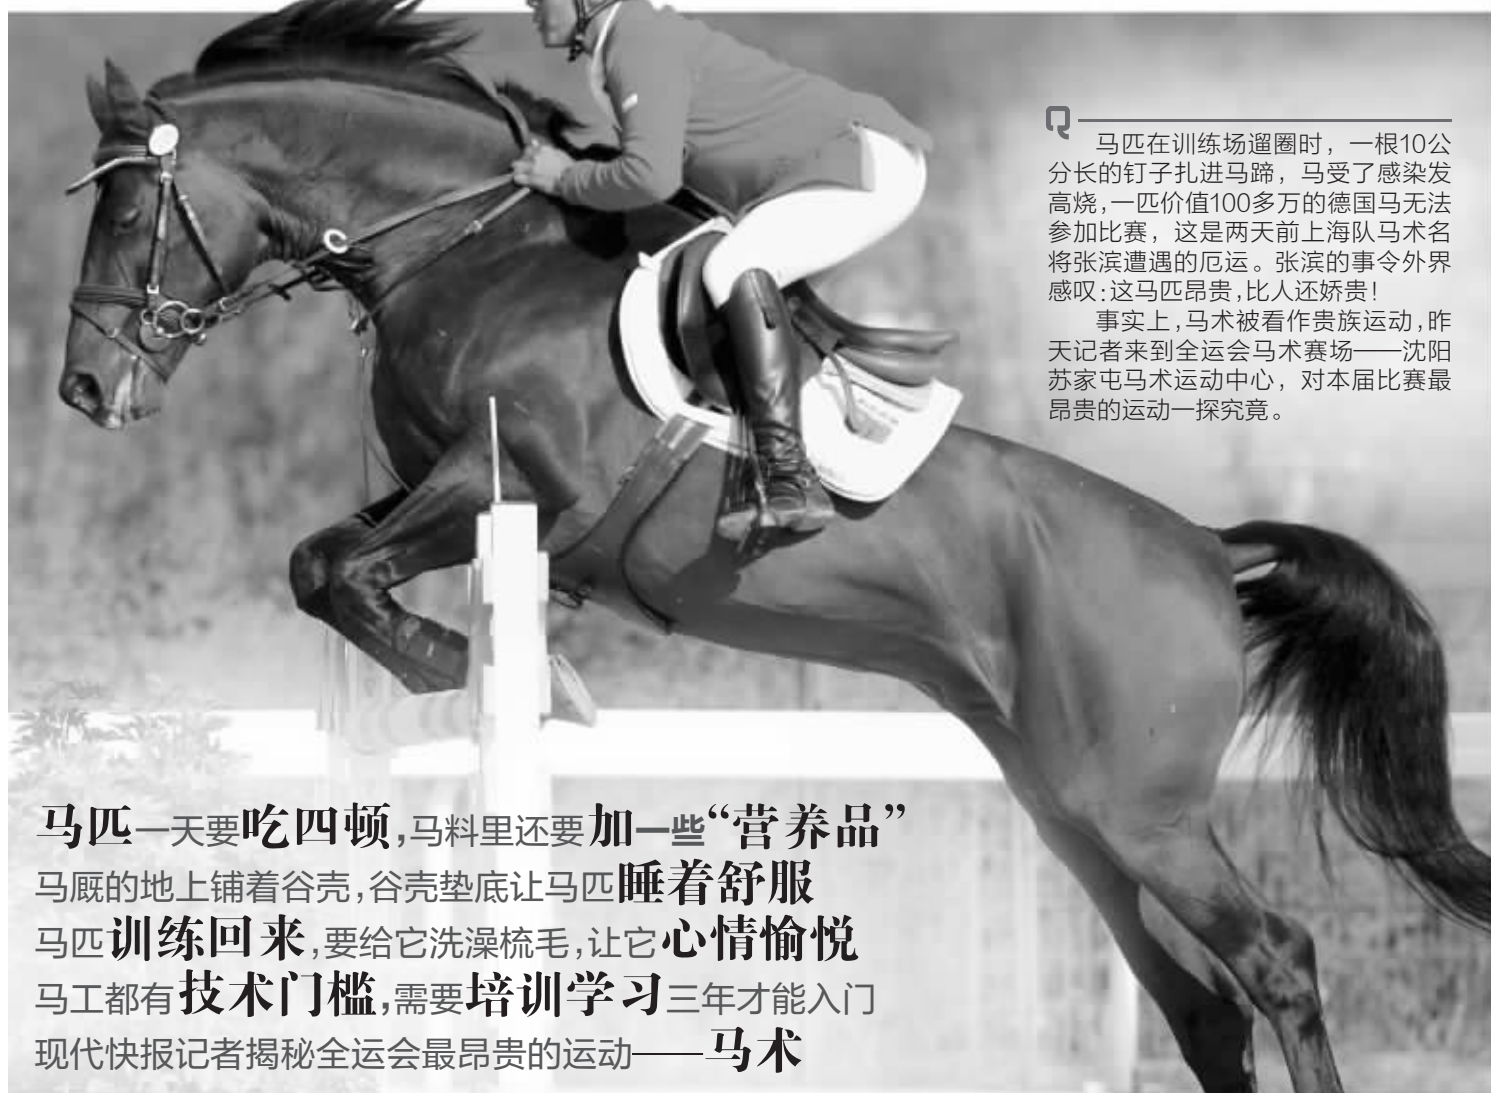 马匹在训练场遛圈时，一根10公
分长的钉子扎进马蹄，马受了感染发
高烧，一匹价值100多万的德国马无法
参加比赛，这是两天前上海队马术名
将张滨遭遇的厄运。张滨的事令外界
感叹：这马匹昂贵，比人还娇贵！
事实上，马术被看作贵族运动，昨
天记者来到全运会马术赛场——沈阳
苏家屯马术运动中心，对本届比赛最
昂贵的运动一探究竟。
马匹一天要吃四顿，马料里还要加一些“营养品”
马厩的地上铺着谷壳，谷壳垫底让马匹睡着舒服
马匹训练回来，要给它洗澡梳毛，让它心情愉悦
马工都有技术门槛，需要培训学习三年才能入门
现代快报记者揭秘全运会最昂贵的运动——马术